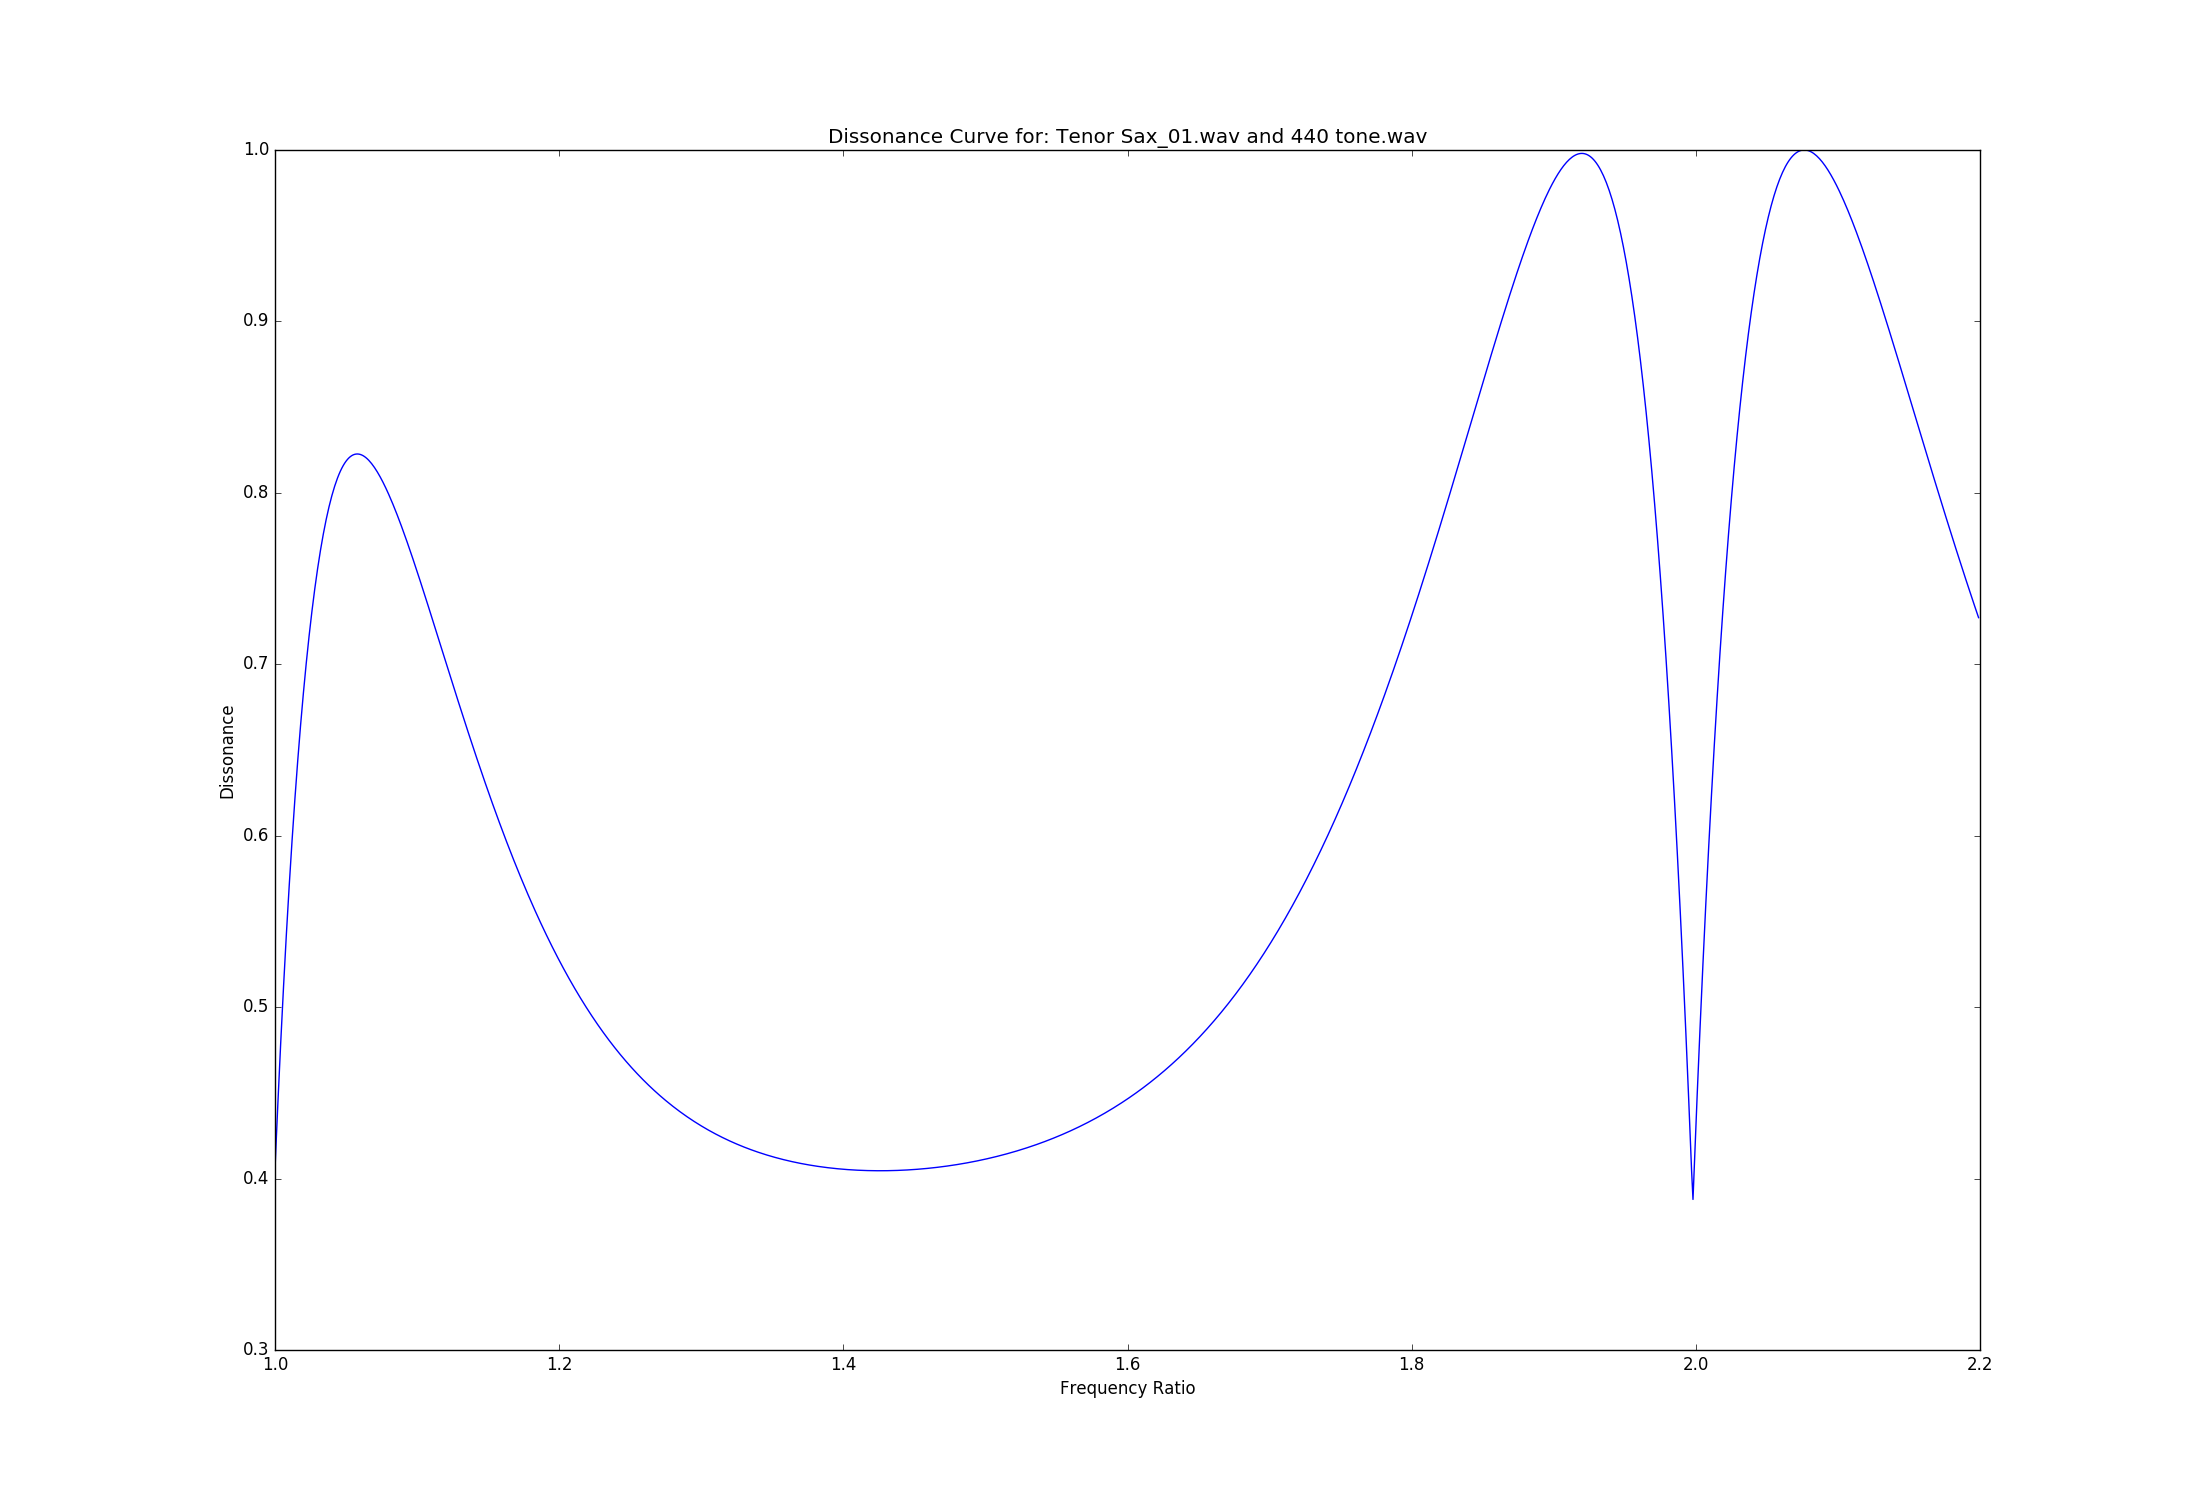 Dissonance Curve for: Tenor Sax_01.wav and 440 tone.wav
1.0
0.9
0.8
0.7
0.6
0.5
0.4
0.3
Dissonance
1.0 1.2 1.4 1.6 1.8 2.0 2.2
Frequency Ratio